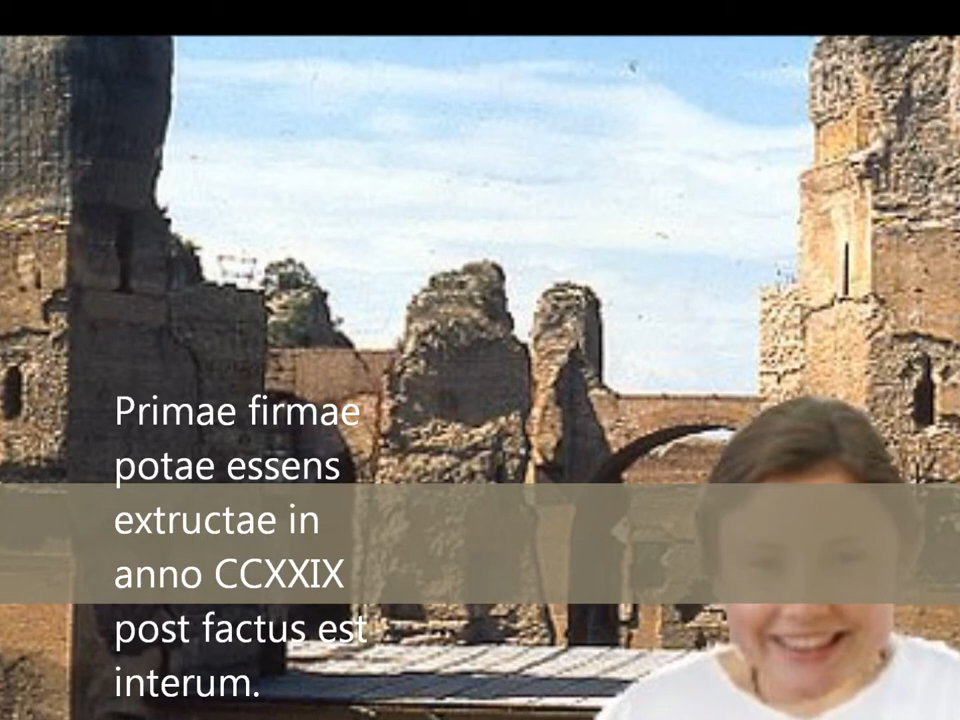 Primae firmae
potae essens
extructae in
anno CCXXIX
post factus est
interum.